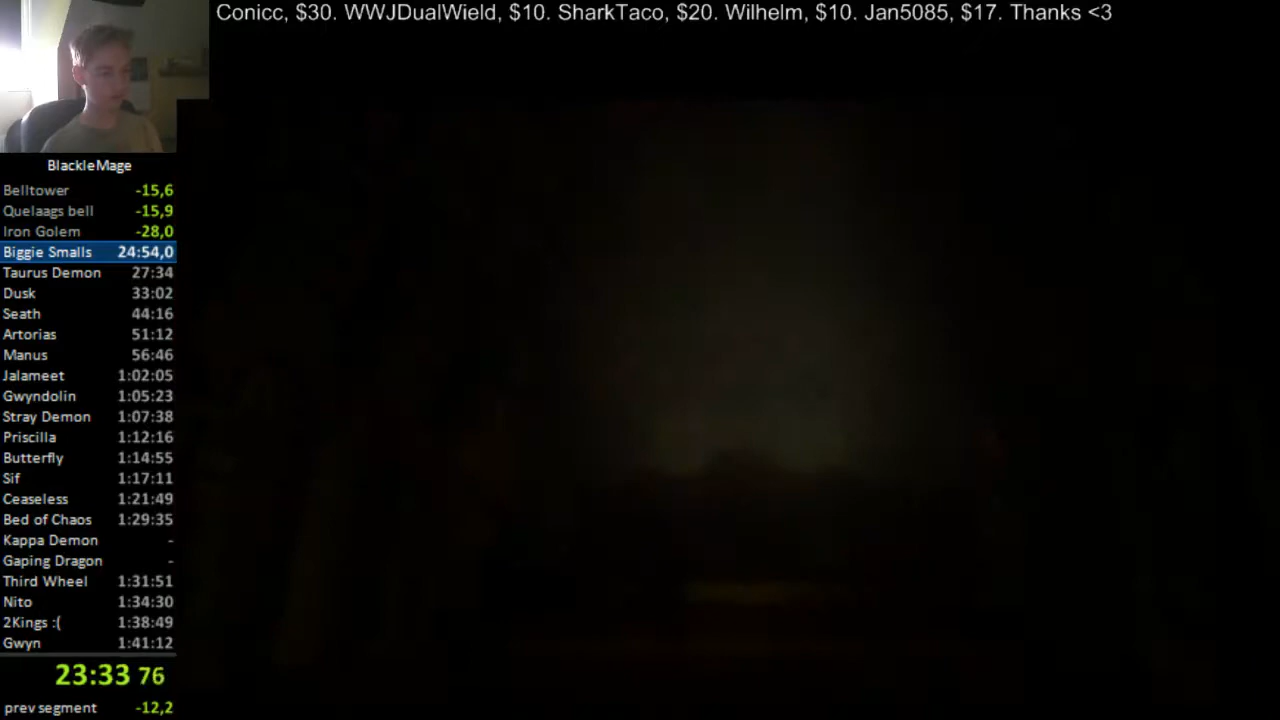 Conicc, $30. WWJDualWield, $10. SharkTaco, $20. Wilhelm, $10. Jan5085, $17. Thanks <3
BlackleMage
Belltower -15,6
Quelaags bell -15,9
Iron Golem -28,0
Biggie Smalls 24:54,0
Taurus Demon 27:34
Dusk 33:02
Seath 44:16
Artorias 51:12
Manus 56:46
Jalameet 1:02:05
Gwyndolin 1:05:23
Stray Demon 1:07:38
Priscilla 1:12:16
Butterfly 1:14:55
Sif 1:17:11
Ceaseless 1:21:49
Bed of Chaos 1:29:35
Kappa Demon -
Gaping Dragon -
Third Wheel 1:31:51
Nito 1:34:30
2Kings :( 1:38:49
Gwyn 1:41:12
23:33 76
prev segment -12,2